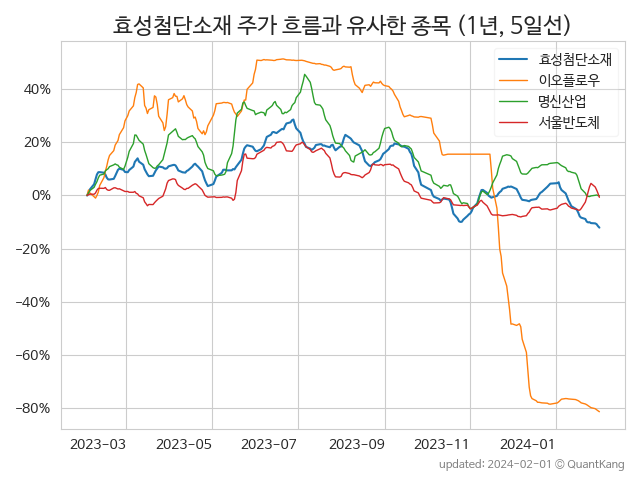 효성첨단소재 주가 흐름과 유사한 종목 (1년, 5일선)
효성첨단소재
이오플로우
명신산업
서울반도체
40%
20%
0%
−20%
−40%
−60%
−80%
2023-03 2023-05 2023-07 2023-09 2023-11 2024-01
updated: 2024-02-01 © QuantKang